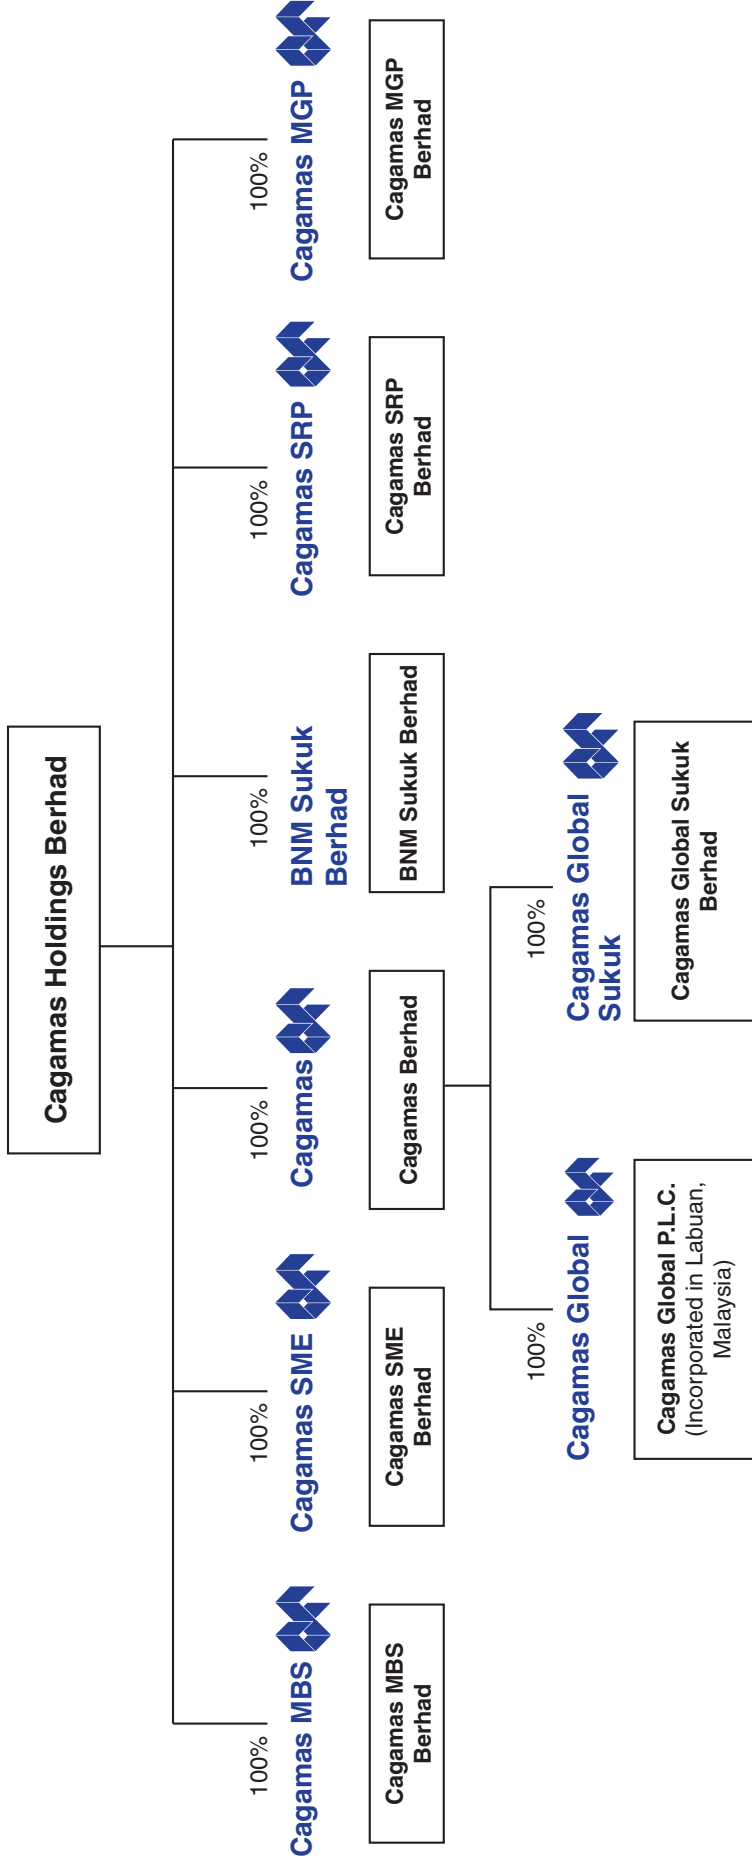 Cagamas Holdings Berhad
100%
Cagamas MBS
Cagamas MBS
Berhad
100%
Cagamas SME
Cagamas SME
Berhad
100%
Cagamas
Cagamas Berhad
100%
BNM Sukuk
Berhad
BNM Sukuk Berhad
100%
Cagamas SRP
Cagamas SRP
Berhad
100%
Cagamas MGP
Cagamas MGP
Berhad
100%
Cagamas Global
Cagamas Global P.L.C.
(Incorporated in Labuan,
Malaysia)
100%
Cagamas Global
Sukuk
Cagamas Global Sukuk
Berhad